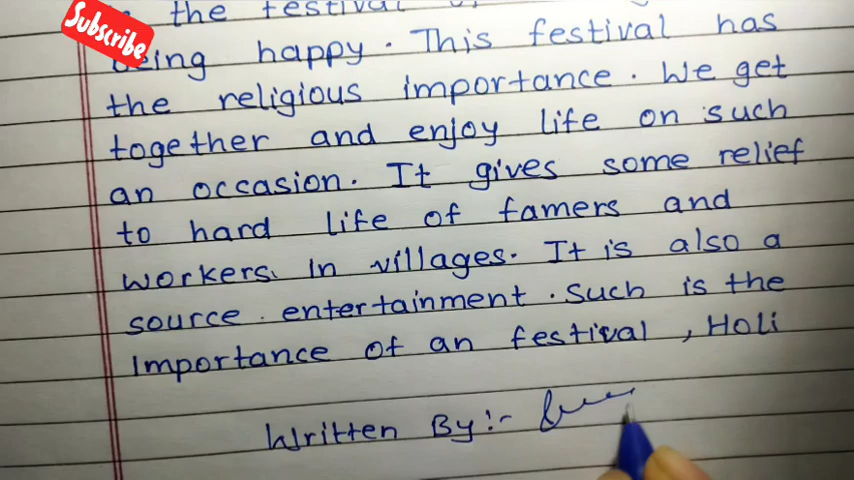 the festival
Subscribe
being happy. This festival has
the religious importance. We get
together and enjoy life on such
an occasion. It gives some relief
to hard life of famers and
workers. In villages. It is also a
source. entertainment. Such is the
importance of an festival, Holi
Written By:-